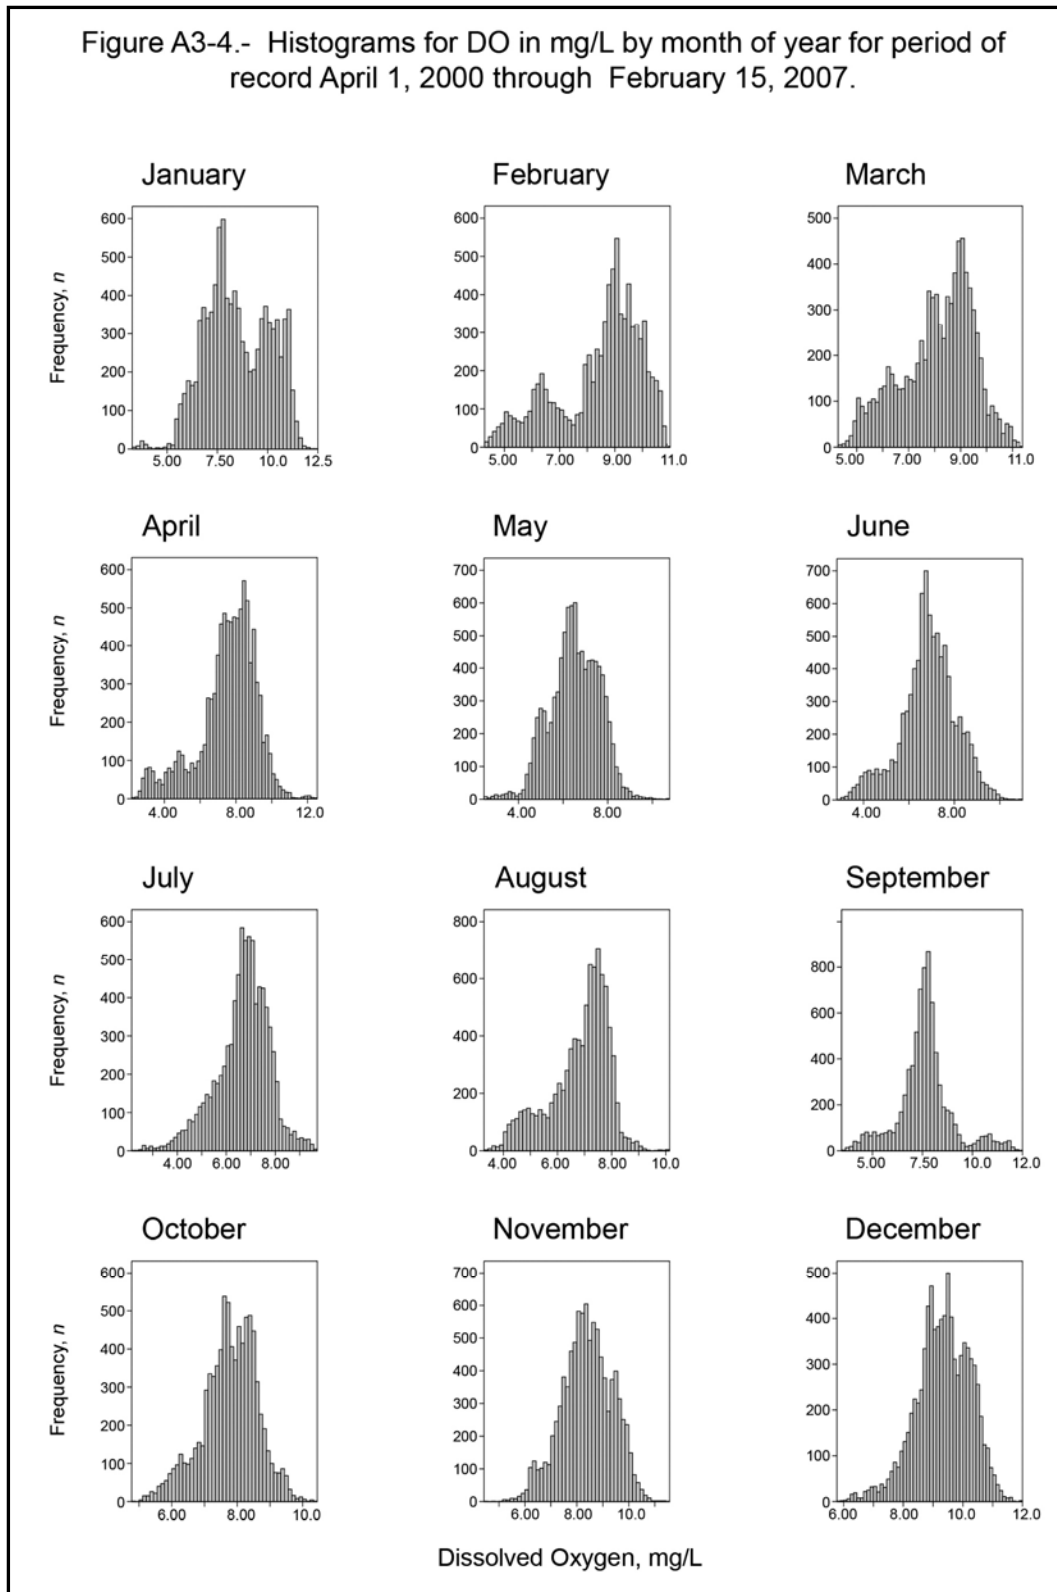 Figure A3-4.- Histograms for DO in mg/L by month of year for period of
record April 1, 2000 through February 15, 2007.
January
February
March
Frequency, n
600
500
400
300
200
100
0
5.00 7.50 10.0 12.5
600
500
400
300
200
100
0
5.00 7.00 9.00 11.0
500
400
300
200
100
0
5.00 7.00 9.00 11.0
April
May
June
Frequency, n
600
500
400
300
200
100
0
4.00 8.00 12.0
700
600
500
400
300
200
100
0
4.00 8.00
700
600
500
400
300
200
100
0
4.00 8.00
July
August
September
Frequency, n
600
500
400
300
200
100
0
4.00 6.00 8.00
800
600
400
200
0
4.00 6.00 8.00 10.0
800
600
400
200
0
5.00 7.50 10.0 12.0
October
November
December
Frequency, n
600
500
400
300
200
100
0
6.00 8.00 10.0
700
600
500
400
300
200
100
0
6.00 8.00 10.0
500
400
300
200
100
0
6.00 8.00 10.0 12.0
Dissolved Oxygen, mg/L